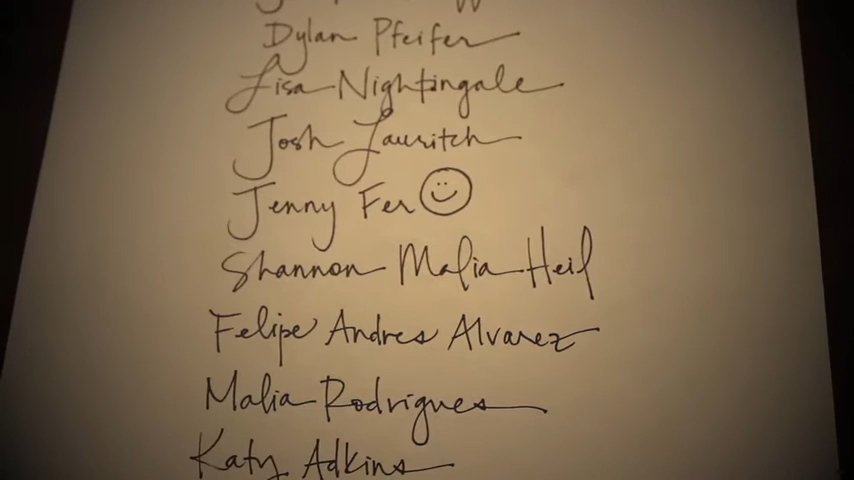 Dylan Pfeifer
Lisa Nightingale
Josh Lauritch
Jenny Fer
Shannon Malia Heil
Felipe Andres Alvarez
Malia Rodrigues
Katy Adkins